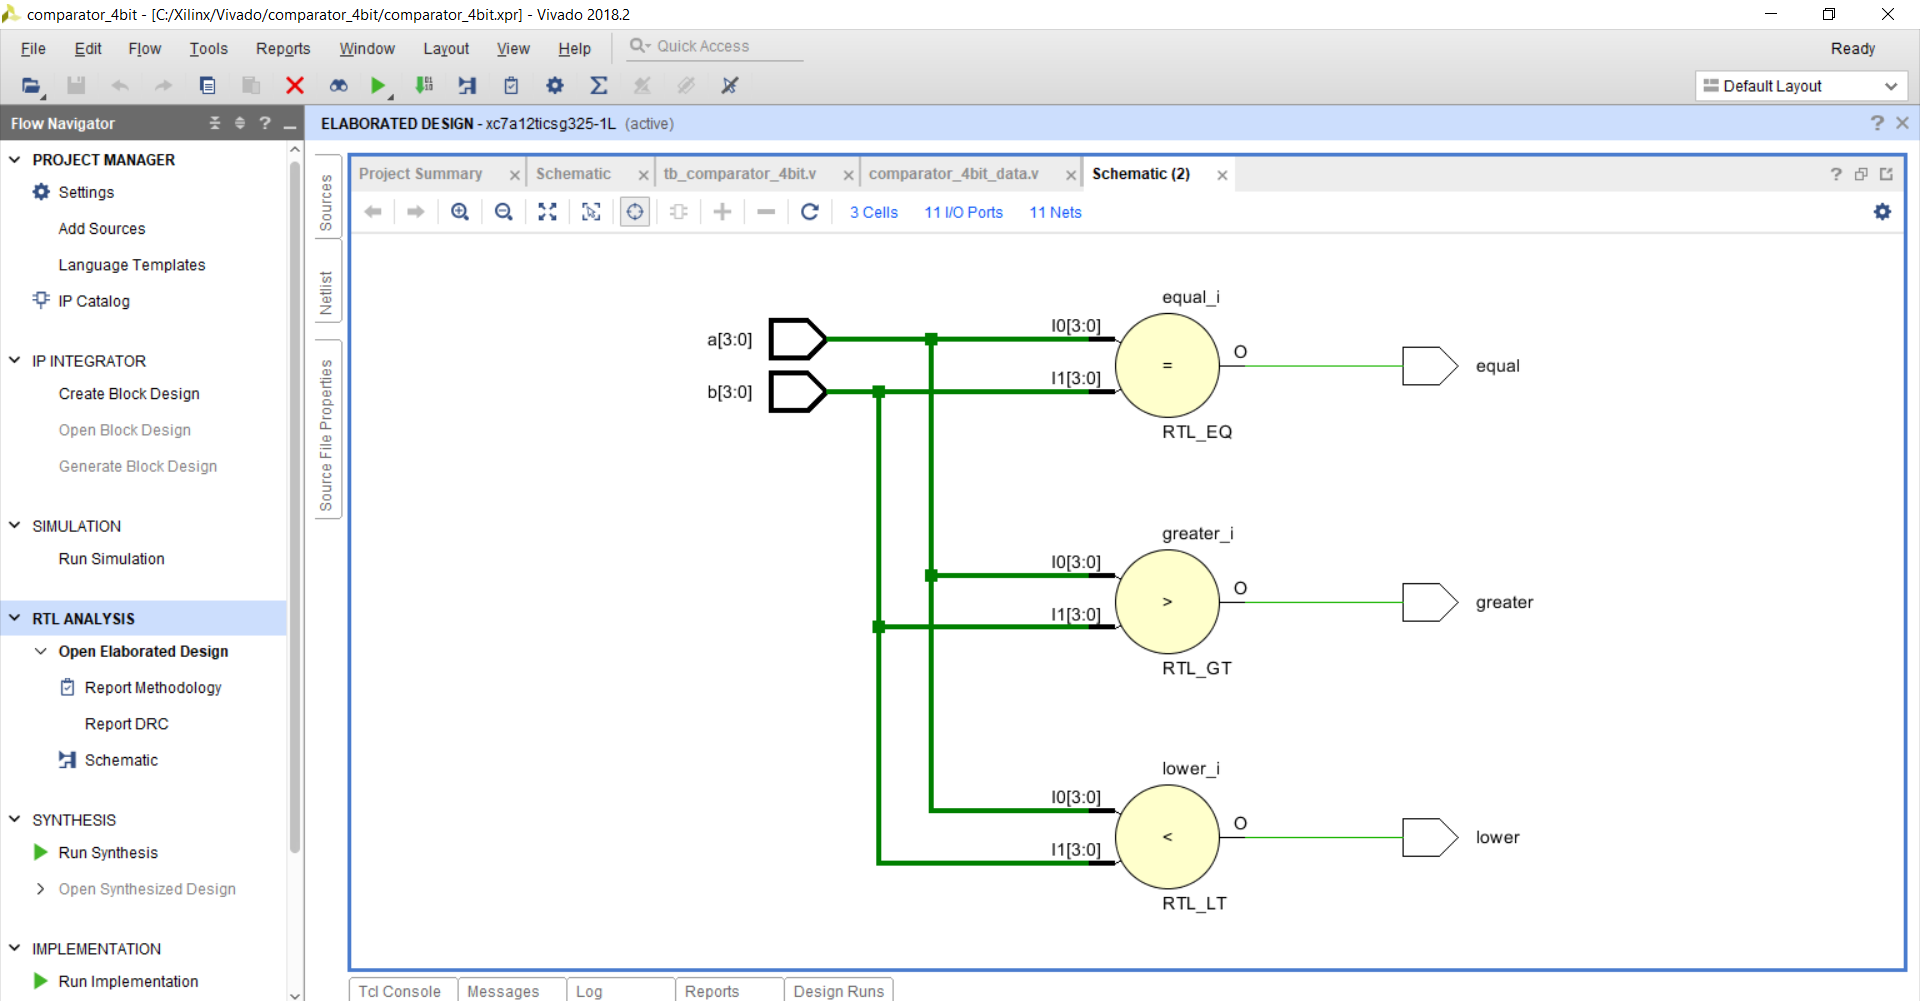 comparator_4bit - [C:/Xilinx/Vivado/comparator_4bit/comparator_4bit.xpr] - Vivado 2018.2
File Edit Flow Tools Reports Window Layout View Help Quick Access Ready
Default Layout
Flow Navigator
ELABORATED DESIGN - xc7a12ticsg325-1L (active)
PROJECT MANAGER
Settings
Add Sources
Language Templates
IP Catalog
IP INTEGRATOR
Create Block Design
Open Block Design
Generate Block Design
SIMULATION
Run Simulation
RTL ANALYSIS
Open Elaborated Design
Report Methodology
Report DRC
Schematic
SYNTHESIS
Run Synthesis
Open Synthesized Design
IMPLEMENTATION
Run Implementation
Sources
Netlist
Source File Properties
Project Summary Schematic tb_comparator_4bit.v comparator_4bit_data.v Schematic (2)
3 Cells 11 I/O Ports 11 Nets
equal_i
a[3:0] I0[3:0]
b[3:0] I1[3:0]
= O equal
RTL_EQ
greater_i
I0[3:0]
I1[3:0]
> O greater
RTL_GT
lower_i
I0[3:0]
I1[3:0]
< O lower
RTL_LT
Tcl Console Messages Log Reports Design Runs